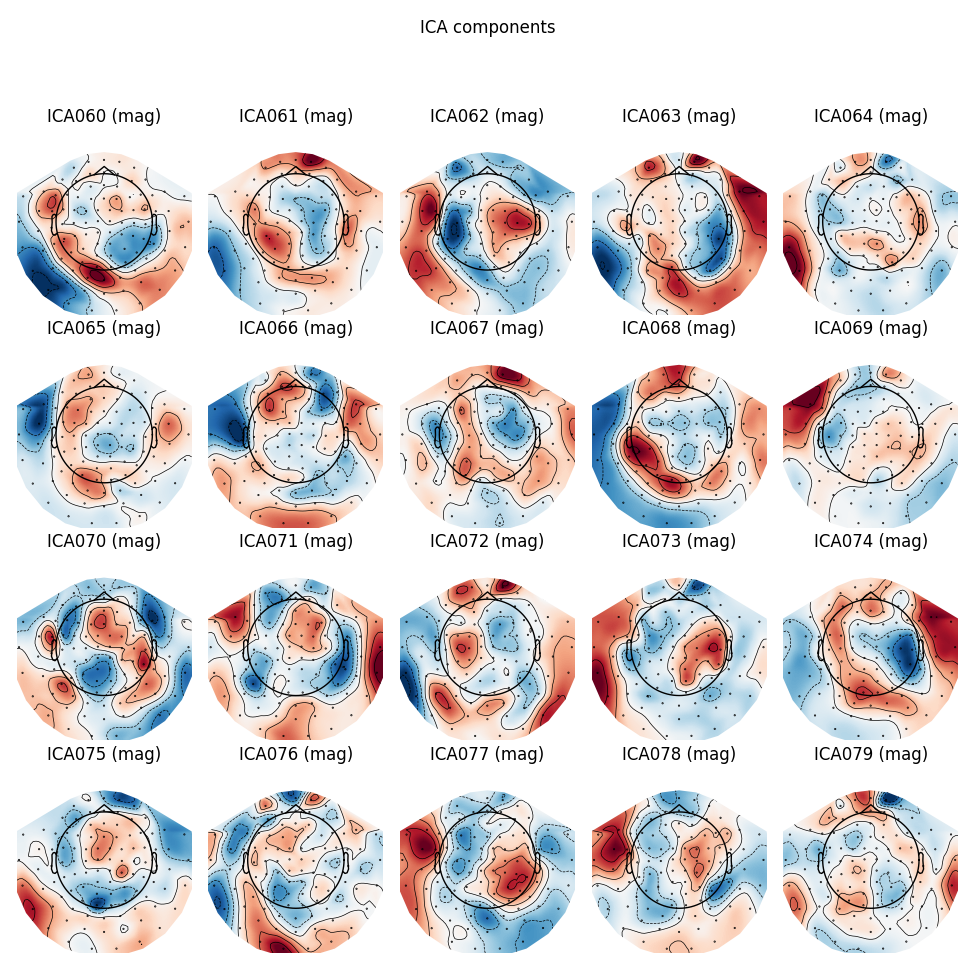 ICA components
ICA060 (mag) ICA061 (mag) ICA062 (mag) ICA063 (mag) ICA064 (mag)
ICA065 (mag) ICA066 (mag) ICA067 (mag) ICA068 (mag) ICA069 (mag)
ICA070 (mag) ICA071 (mag) ICA072 (mag) ICA073 (mag) ICA074 (mag)
ICA075 (mag) ICA076 (mag) ICA077 (mag) ICA078 (mag) ICA079 (mag)